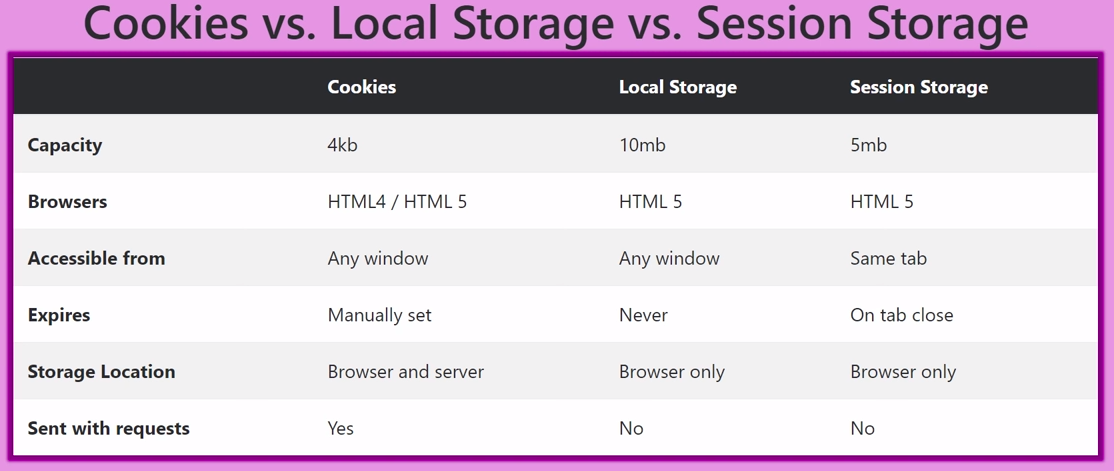 Cookies vs. Local Storage vs. Session Storage
Cookies Local Storage Session Storage
Capacity 4kb 10mb 5mb
Browsers HTML4 / HTML 5 HTML 5 HTML 5
Accessible from Any window Any window Same tab
Expires Manually set Never On tab close
Storage Location Browser and server Browser only Browser only
Sent with requests Yes No No